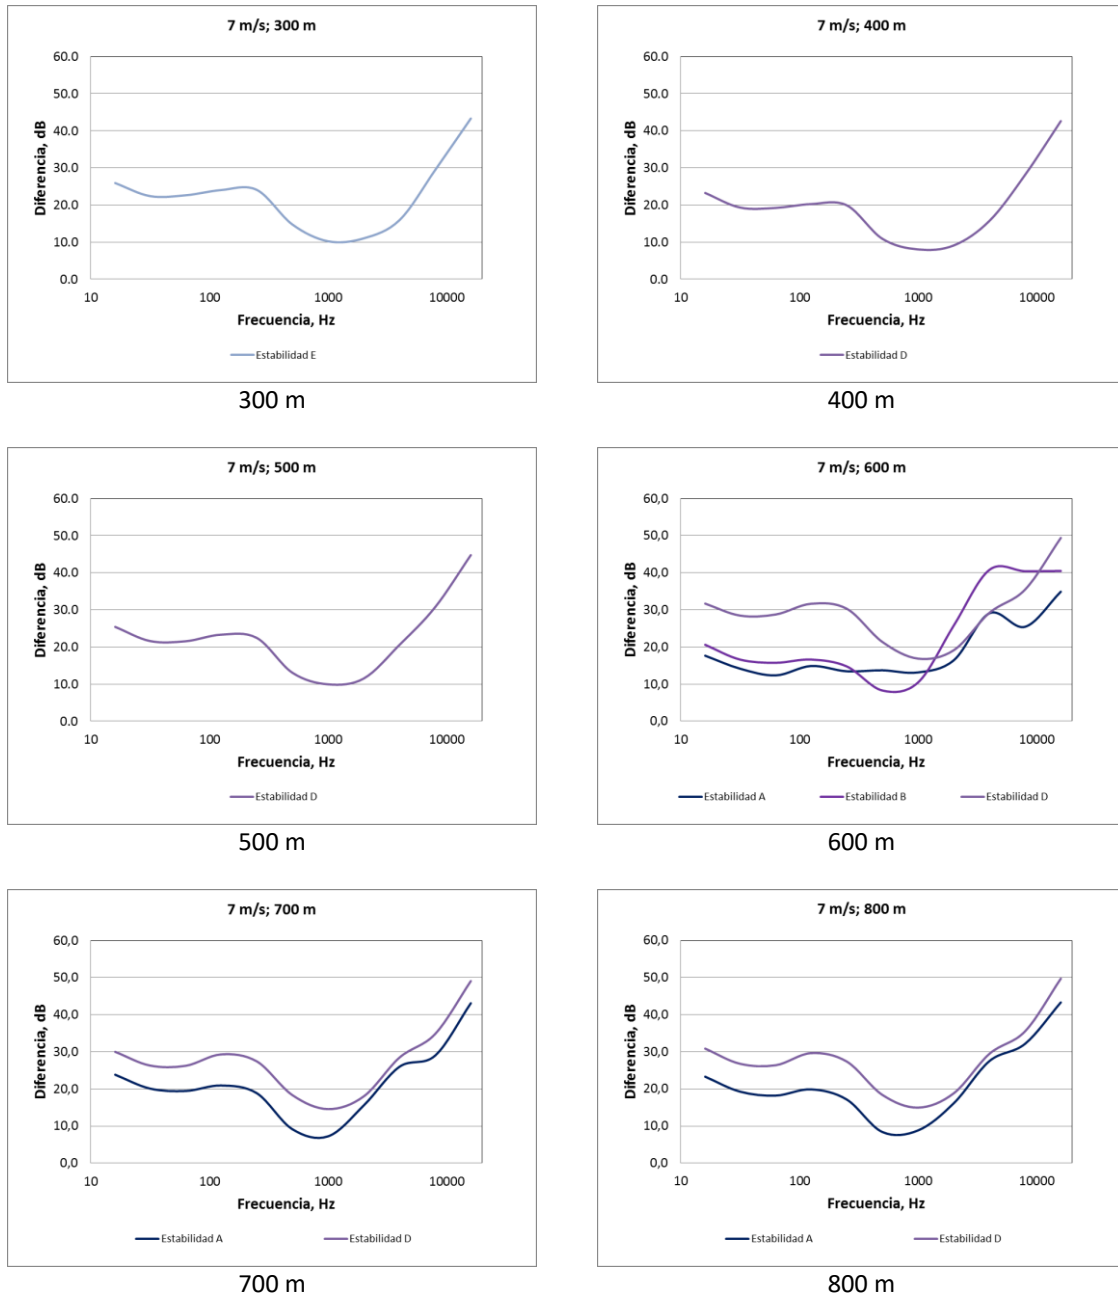 7 m/s; 300 m
60.0
50.0
40.0
30.0
20.0
10.0
0.0
Diferencia, dB
10 100 1000 10000
Frecuencia, Hz
Estabilidad E
300 m
7 m/s; 400 m
60.0
50.0
40.0
30.0
20.0
10.0
0.0
Diferencia, dB
10 100 1000 10000
Frecuencia, Hz
Estabilidad D
400 m
7 m/s; 500 m
60.0
50.0
40.0
30.0
20.0
10.0
0.0
Diferencia, dB
10 100 1000 10000
Frecuencia, Hz
Estabilidad D
500 m
7 m/s; 600 m
60,0
50,0
40,0
30,0
20,0
10,0
0,0
Diferencia, dB
10 100 1000 10000
Frecuencia, Hz
Estabilidad A Estabilidad B Estabilidad D
600 m
7 m/s; 700 m
60,0
50,0
40,0
30,0
20,0
10,0
0,0
Diferencia, dB
10 100 1000 10000
Frecuencia, Hz
Estabilidad A Estabilidad D
700 m
7 m/s; 800 m
60,0
50,0
40,0
30,0
20,0
10,0
0,0
Diferencia, dB
10 100 1000 10000
Frecuencia, Hz
Estabilidad A Estabilidad D
800 m